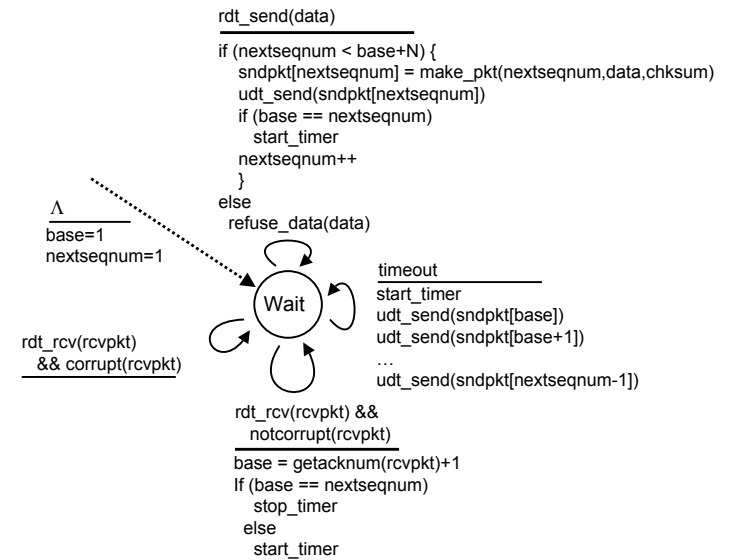 rdt_send(data)
if (nextseqnum < base+N) {
sndpkt[nextseqnum] = make_pkt(nextseqnum,data,chksum)
udt_send(sndpkt[nextseqnum])
if (base == nextseqnum)
start_timer
nextseqnum++
}
else
refuse_data(data)
Λ
base=1
nextseqnum=1
Wait
timeout
start_timer
udt_send(sndpkt[base])
udt_send(sndpkt[base+1])
…
udt_send(sndpkt[nextseqnum-1])
rdt_rcv(rcvpkt)
&& corrupt(rcvpkt)
rdt_rcv(rcvpkt) &&
notcorrupt(rcvpkt)
base = getacknum(rcvpkt)+1
If (base == nextseqnum)
stop_timer
else
start_timer